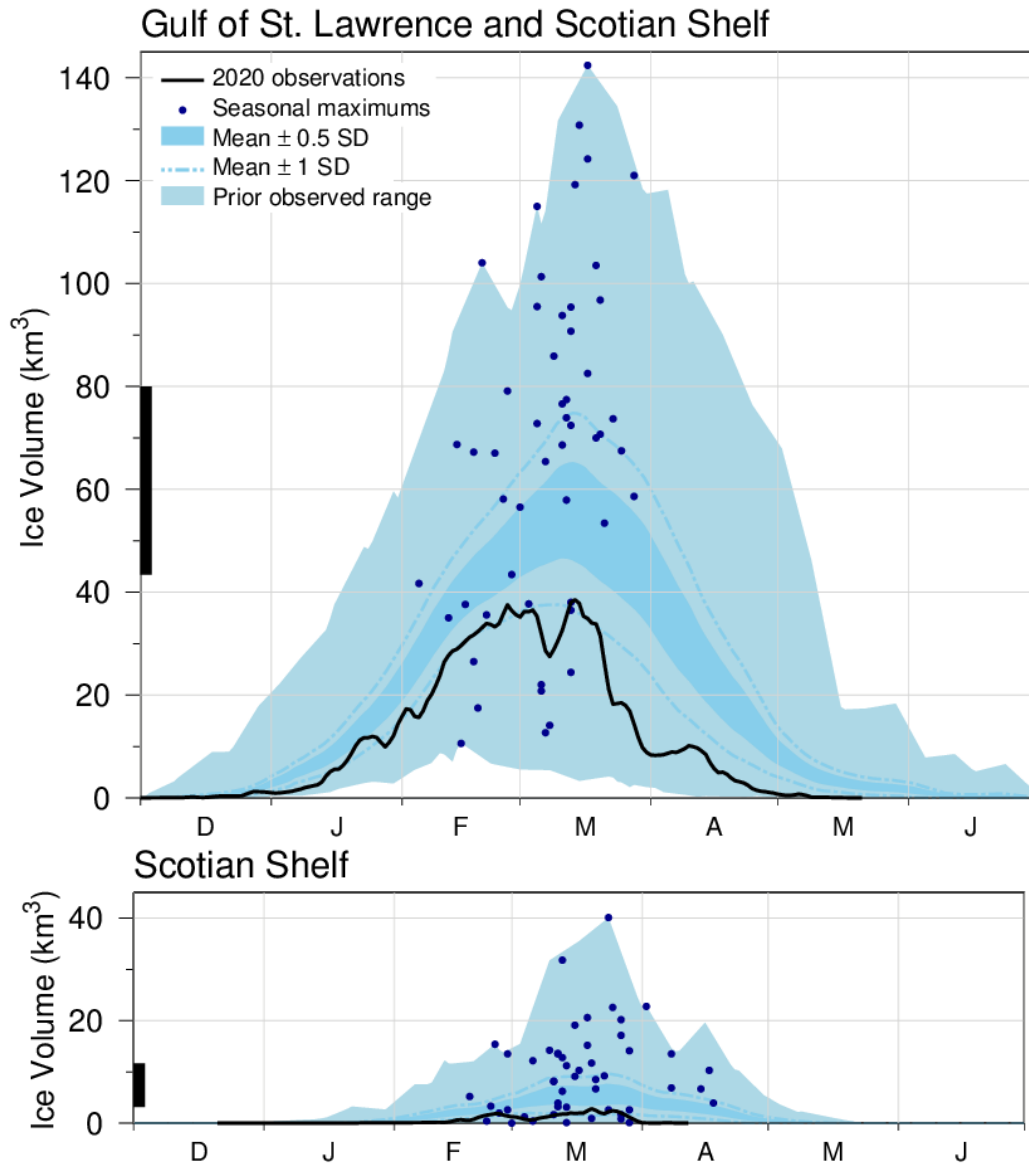 Gulf of St. Lawrence and Scotian Shelf
2020 observations
Seasonal maximums
Mean ± 0.5 SD
Mean ± 1 SD
Prior observed range
Ice Volume (km³)
140
120
100
80
60
40
20
0
D J F M A M J
Scotian Shelf
Ice Volume (km³)
40
20
0
D J F M A M J